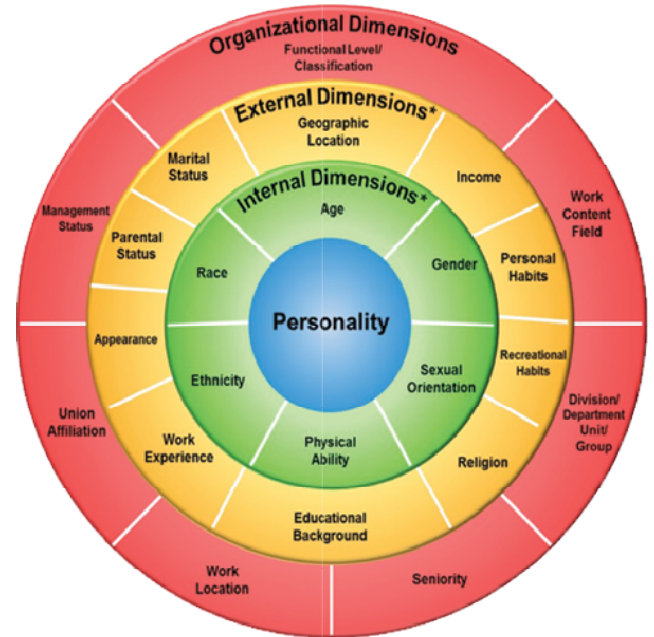 Organizational Dimensions
Functional Level/
Classification
External Dimensions*
Geographic
Location
Marital
Status
Income
Internal Dimensions*
Age
Management
Status
Work
Content
Field
Parental
Status
Personal
Habits
Race
Gender
Personality
Appearance
Recreational
Habits
Ethnicity
Sexual
Orientation
Union
Affiliation
Division/
Department
Unit/
Group
Work
Experience
Physical
Ability
Religion
Educational
Background
Work
Location
Seniority